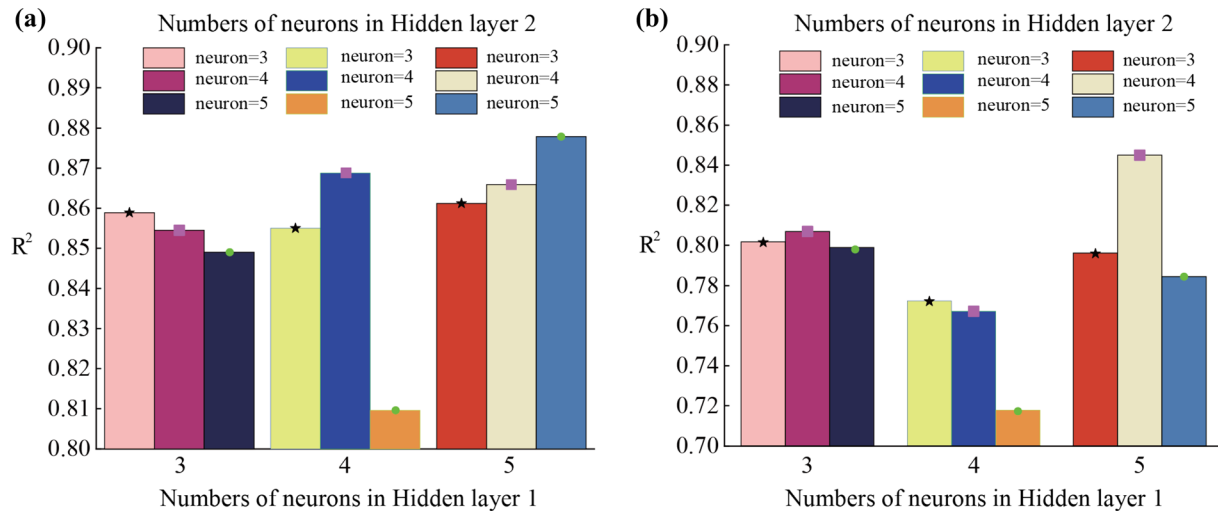 (a)
Numbers of neurons in Hidden layer 2
0.90
0.89
0.88
0.87
0.86
0.85
0.84
0.83
0.82
0.81
0.80
R²
neuron=3
neuron=3
neuron=3
neuron=4
neuron=4
neuron=4
neuron=5
neuron=5
neuron=5
3
4
5
Numbers of neurons in Hidden layer 1
(b)
Numbers of neurons in Hidden layer 2
0.90
0.88
0.86
0.84
0.82
0.80
0.78
0.76
0.74
0.72
0.70
R²
neuron=3
neuron=3
neuron=3
neuron=4
neuron=4
neuron=4
neuron=5
neuron=5
neuron=5
3
4
5
Numbers of neurons in Hidden layer 1